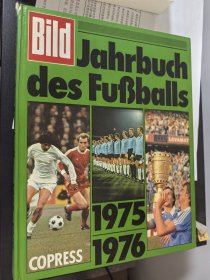 Bild
Jahrbuch
des Fußballs
1975
1976
COPRESS